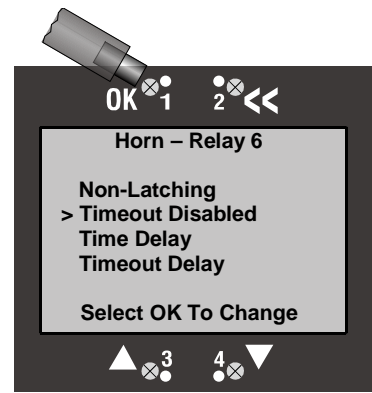 OK 1 2 <<
Horn – Relay 6
Non-Latching
> Timeout Disabled
Time Delay
Timeout Delay
Select OK To Change
3 4